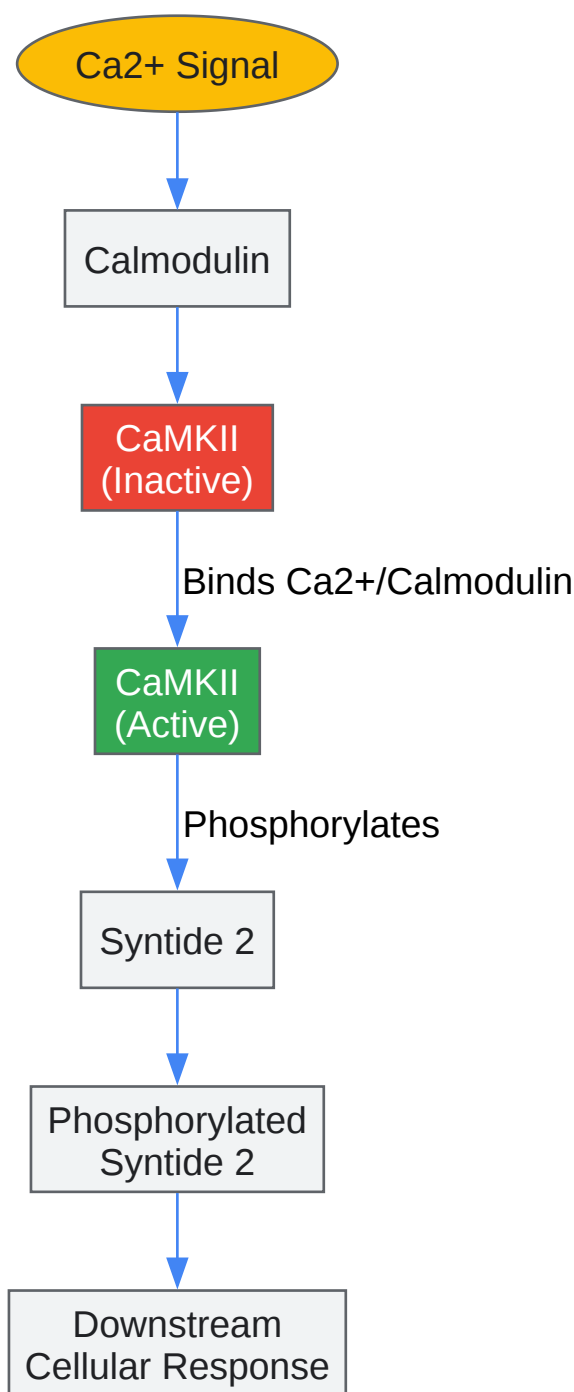 Ca2+ Signal
Calmodulin
CaMKII
(Inactive)
Binds Ca2+/Calmodulin
CaMKII
(Active)
Phosphorylates
Syntide 2
Phosphorylated
Syntide 2
Downstream
Cellular Response